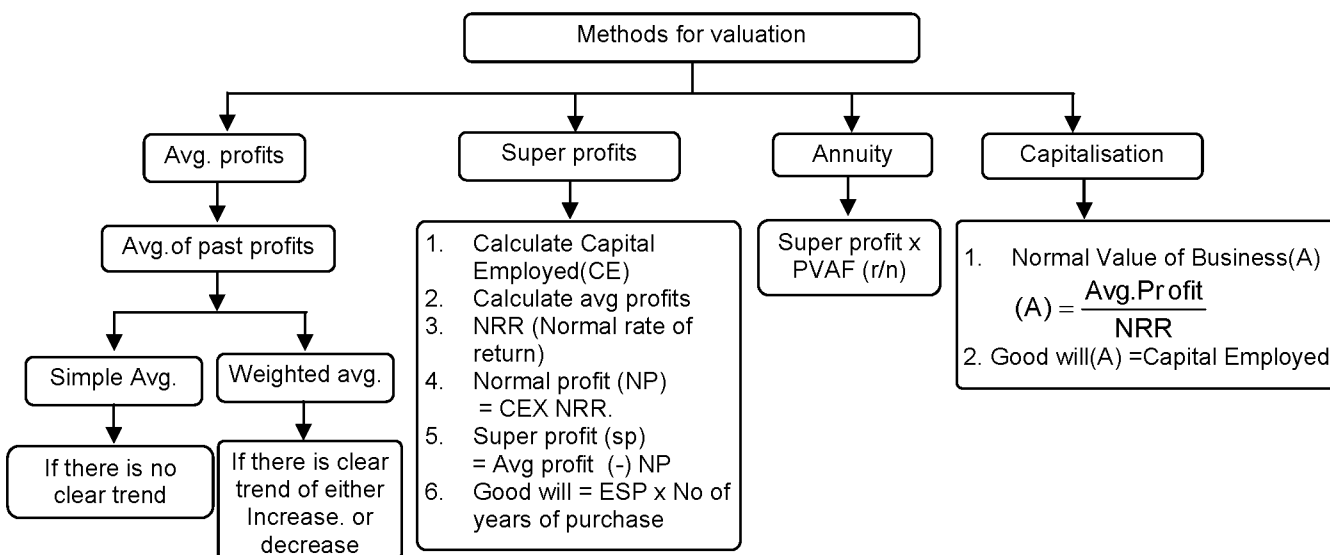 Methods for valuation
Avg. profits
Super profits
Annuity
Capitalisation
Avg.of past profits
Simple Avg.
Weighted avg.
If there is no
clear trend
If there is clear
trend of either
Increase. or
decrease
1. Calculate Capital
Employed(CE)
2. Calculate avg profits
3. NRR (Normal rate of
return)
4. Normal profit (NP)
= CEX NRR.
5. Super profit (sp)
= Avg profit (-) NP
6. Good will = ESP x No of
years of purchase
Super profit x
PVAF (r/n)
1. Normal Value of Business(A)
(A) = Avg.Profit
NRR
2. Good will(A) =Capital Employed